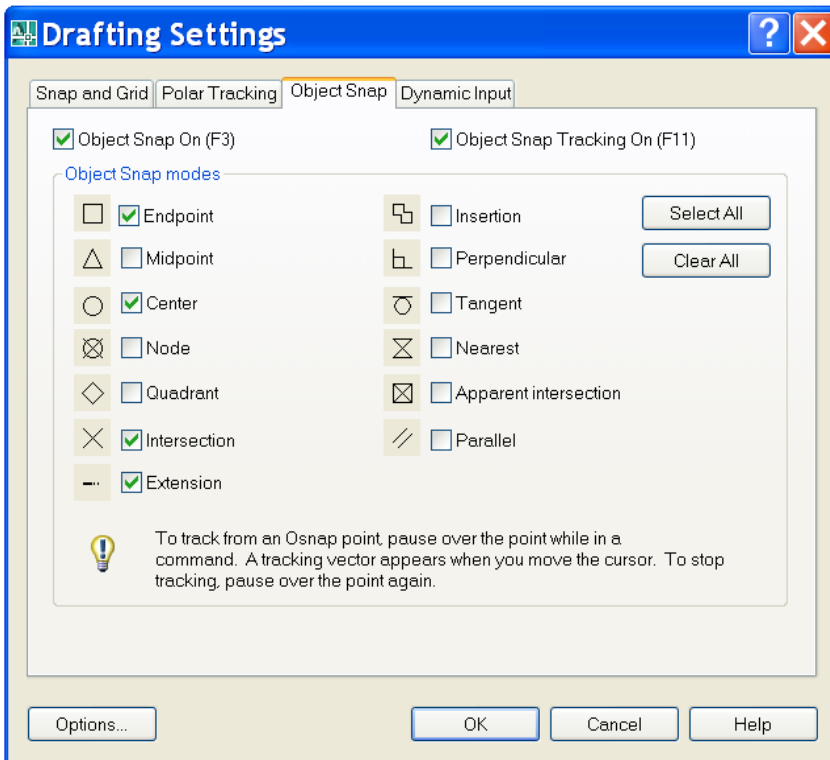 Drafting Settings
?
Snap and Grid Polar Tracking Object Snap Dynamic Input
Object Snap On (F3) Object Snap Tracking On (F11)
Object Snap modes
Endpoint Insertion Select All
Midpoint Perpendicular Clear All
Center Tangent
Node Nearest
Quadrant Apparent intersection
Intersection Parallel
Extension
To track from an Osnap point, pause over the point while in a
command. A tracking vector appears when you move the cursor. To stop
tracking, pause over the point again.
Options... OK Cancel Help